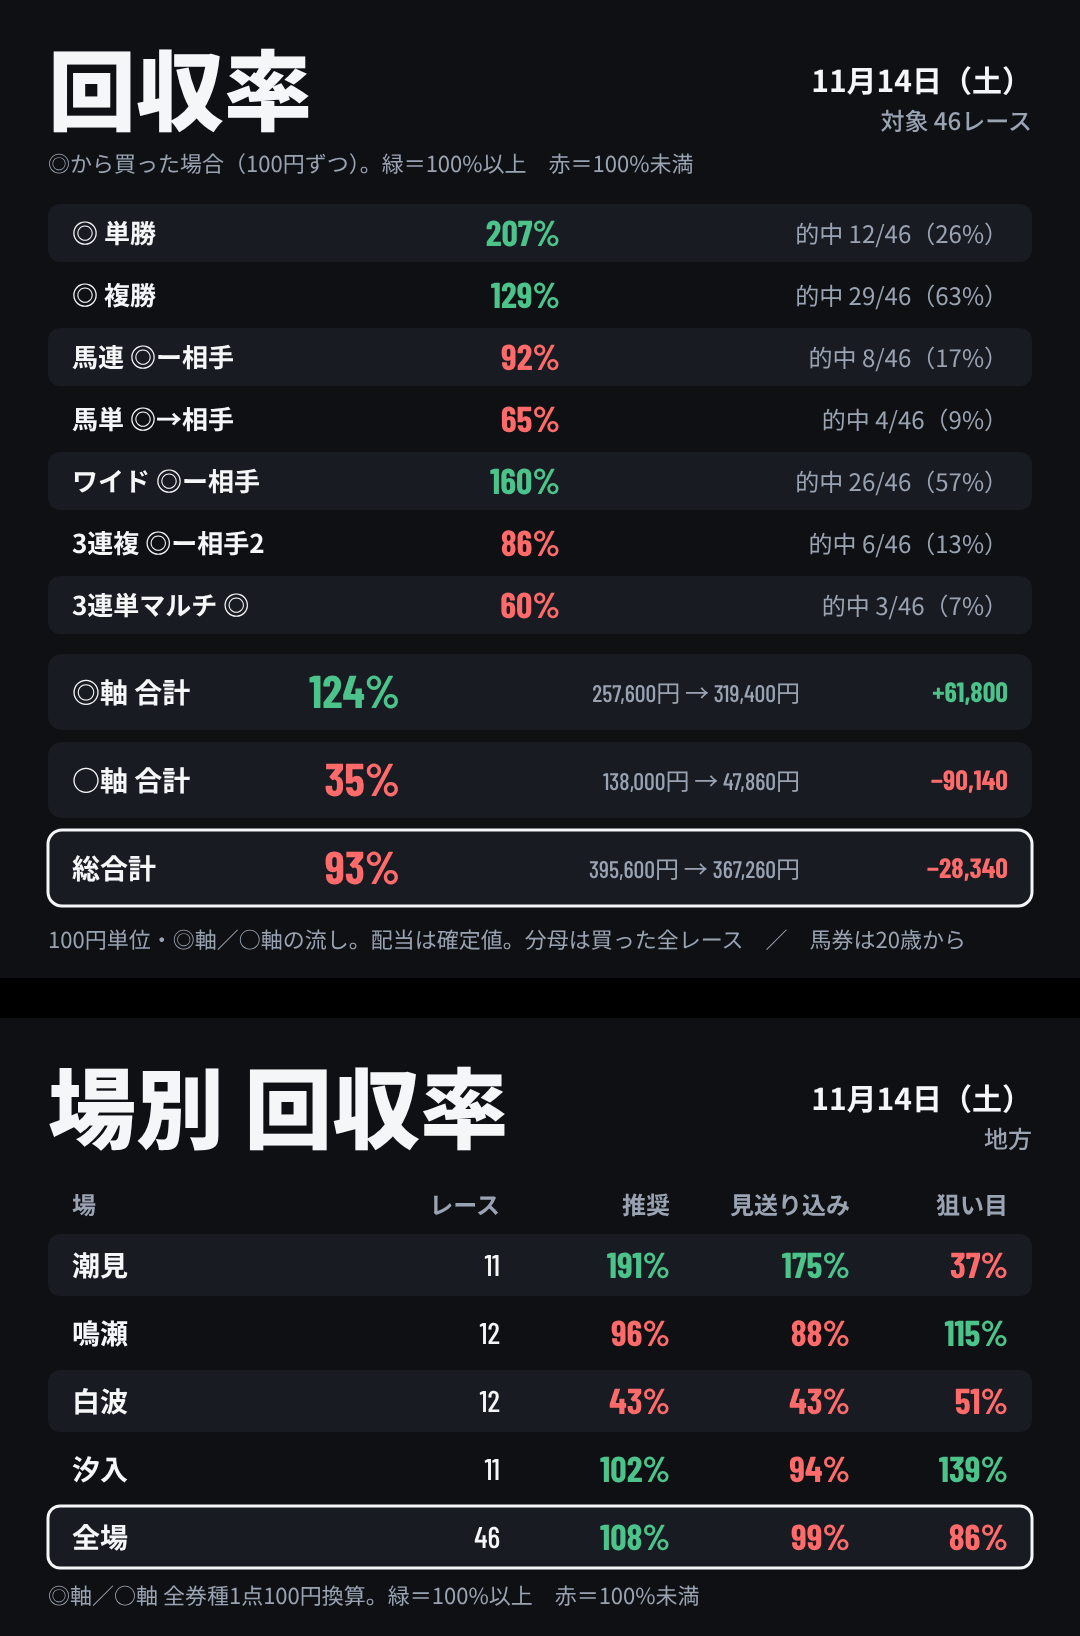 回収率
11月14日（土）
対象 46レース
◎から買った場合（100円ずつ）。緑＝100%以上　赤＝100%未満
◎ 単勝 207% 的中 12/46（26%）
◎ 複勝 129% 的中 29/46（63%）
馬連 ◎ー相手 92% 的中 8/46（17%）
馬単 ◎→相手 65% 的中 4/46（9%）
ワイド ◎ー相手 160% 的中 26/46（57%）
3連複 ◎ー相手2 86% 的中 6/46（13%）
3連単マルチ ◎ 60% 的中 3/46（7%）
◎軸 合計 124% 257,600円 → 319,400円 +61,800
◯軸 合計 35% 138,000円 → 47,860円 −90,140
総合計 93% 395,600円 → 367,260円 −28,340
100円単位・◎軸／◯軸の流し。配当は確定値。分母は買った全レース　／　馬券は20歳から
場別 回収率
11月14日（土）
地方
場 レース 推奨 見送り込み 狙い目
潮見 11 191% 175% 37%
鳴瀬 12 96% 88% 115%
白波 12 43% 43% 51%
汐入 11 102% 94% 139%
全場 46 108% 99% 86%
◎軸／◯軸 全券種1点100円換算。緑＝100%以上　赤＝100%未満